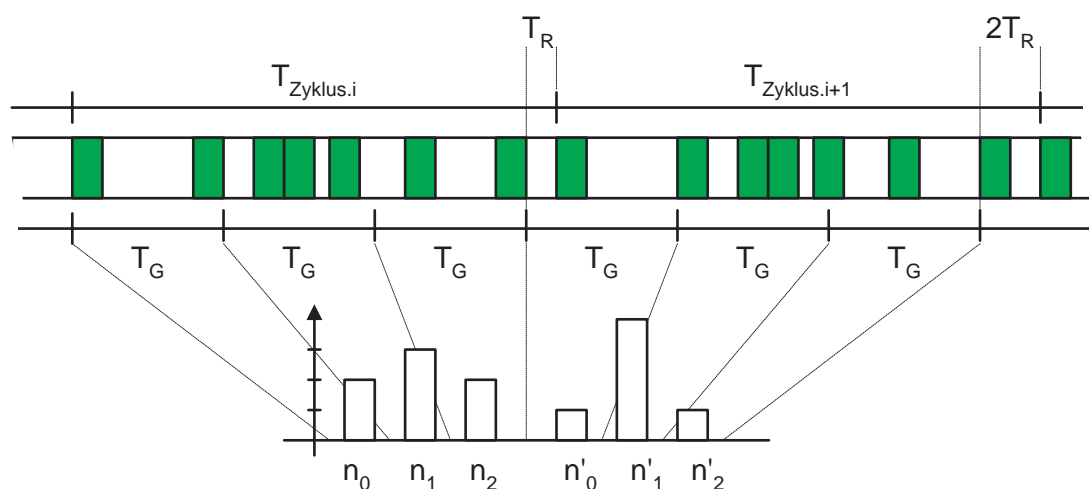 T_R 2T_R
T_Zyklus.i T_Zyklus.i+1
T_G T_G T_G T_G T_G T_G
n_0 n_1 n_2 n'_0 n'_1 n'_2